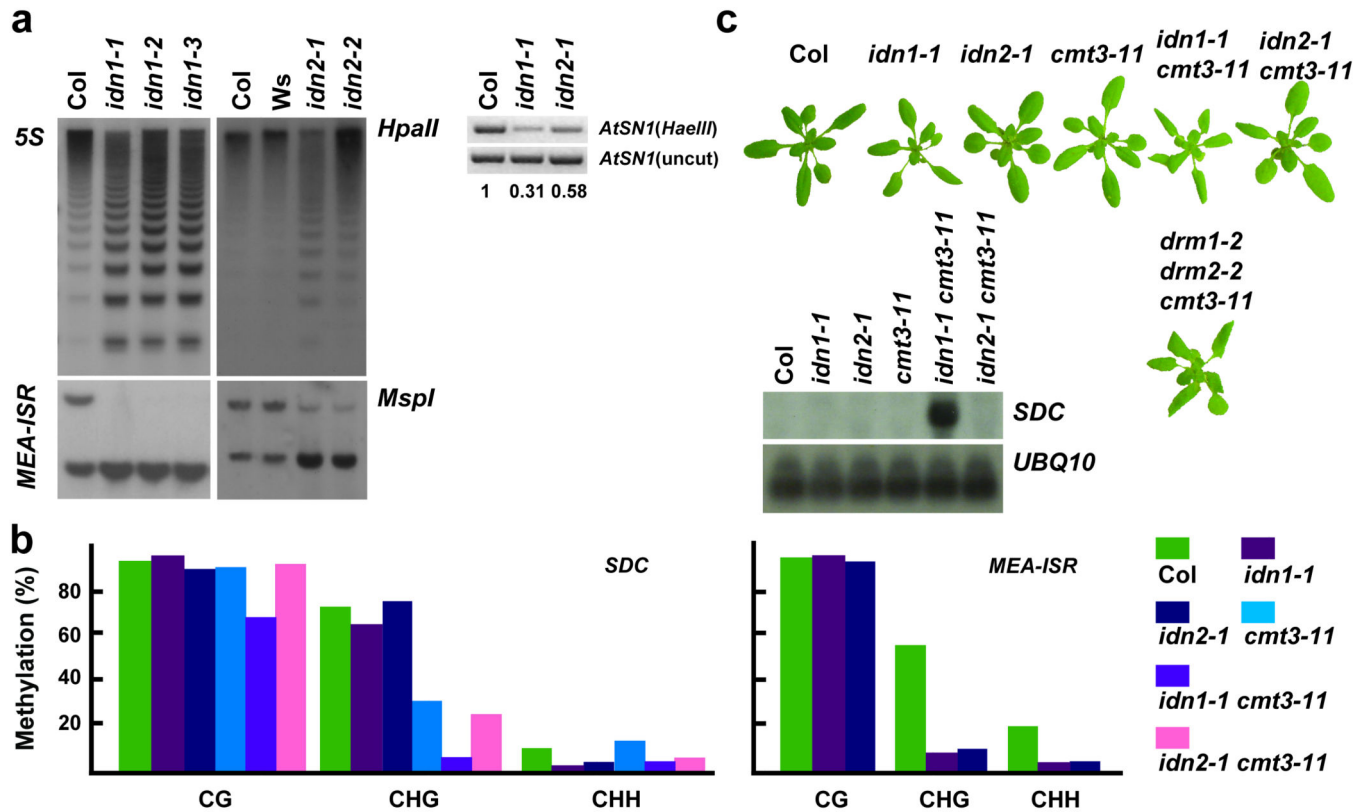 a
Col
idn1-1
idn1-2
idn1-3
Col
Ws
idn2-1
idn2-2
5S
HpaII
MEA-ISR
MspI
Col
idn1-1
idn2-1
AtSN1(HaeIII)
AtSN1(uncut)
1 0.31 0.58
c
Col
idn1-1
idn2-1
cmt3-11
idn1-1
cmt3-11
idn2-1
cmt3-11
drm1-2
drm2-2
cmt3-11
Col
idn1-1
idn2-1
cmt3-11
idn1-1 cmt3-11
idn2-1 cmt3-11
SDC
UBQ10
b
Methylation (%)
80
60
40
20
SDC
CG CHG CHH
MEA-ISR
CG CHG CHH
Col
idn1-1
idn2-1
cmt3-11
idn1-1 cmt3-11
idn2-1 cmt3-11